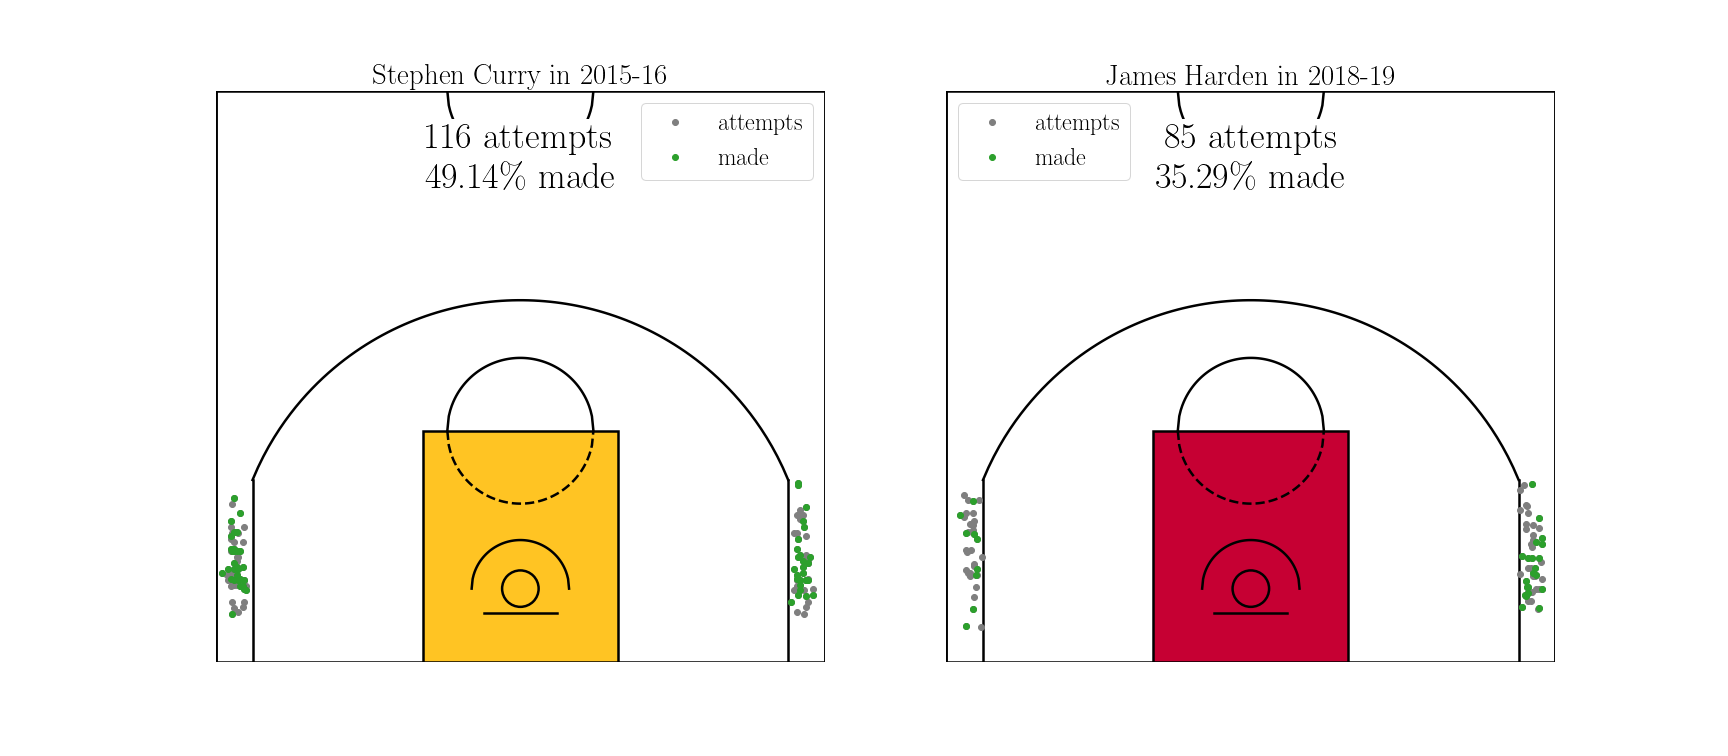 Stephen Curry in 2015-16
116 attempts
49.14% made
attempts
made
James Harden in 2018-19
attempts
made
85 attempts
35.29% made